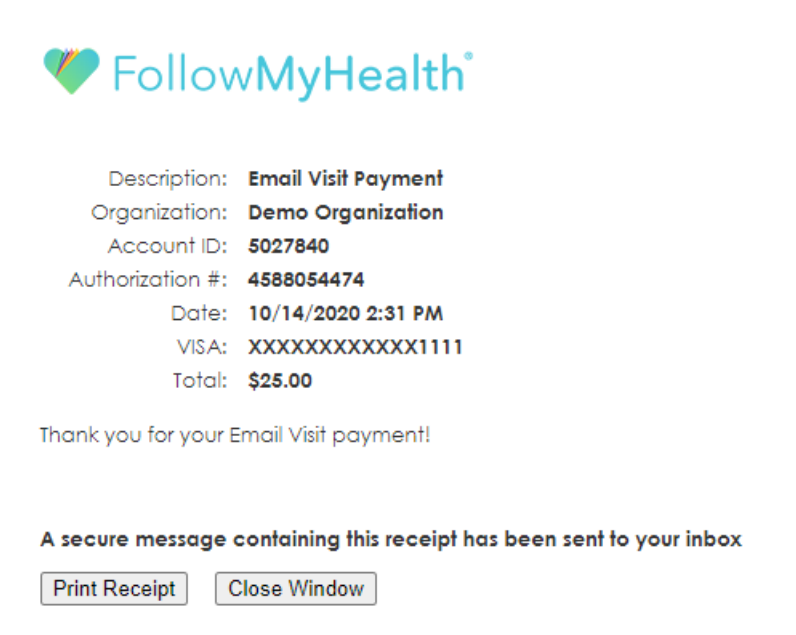 FollowMyHealth®
Description: Email Visit Payment
Organization: Demo Organization
Account ID: 5027840
Authorization #: 4588054474
Date: 10/14/2020 2:31 PM
VISA: XXXXXXXXXXXX1111
Total: $25.00
Thank you for your Email Visit payment!
A secure message containing this receipt has been sent to your inbox
Print Receipt Close Window